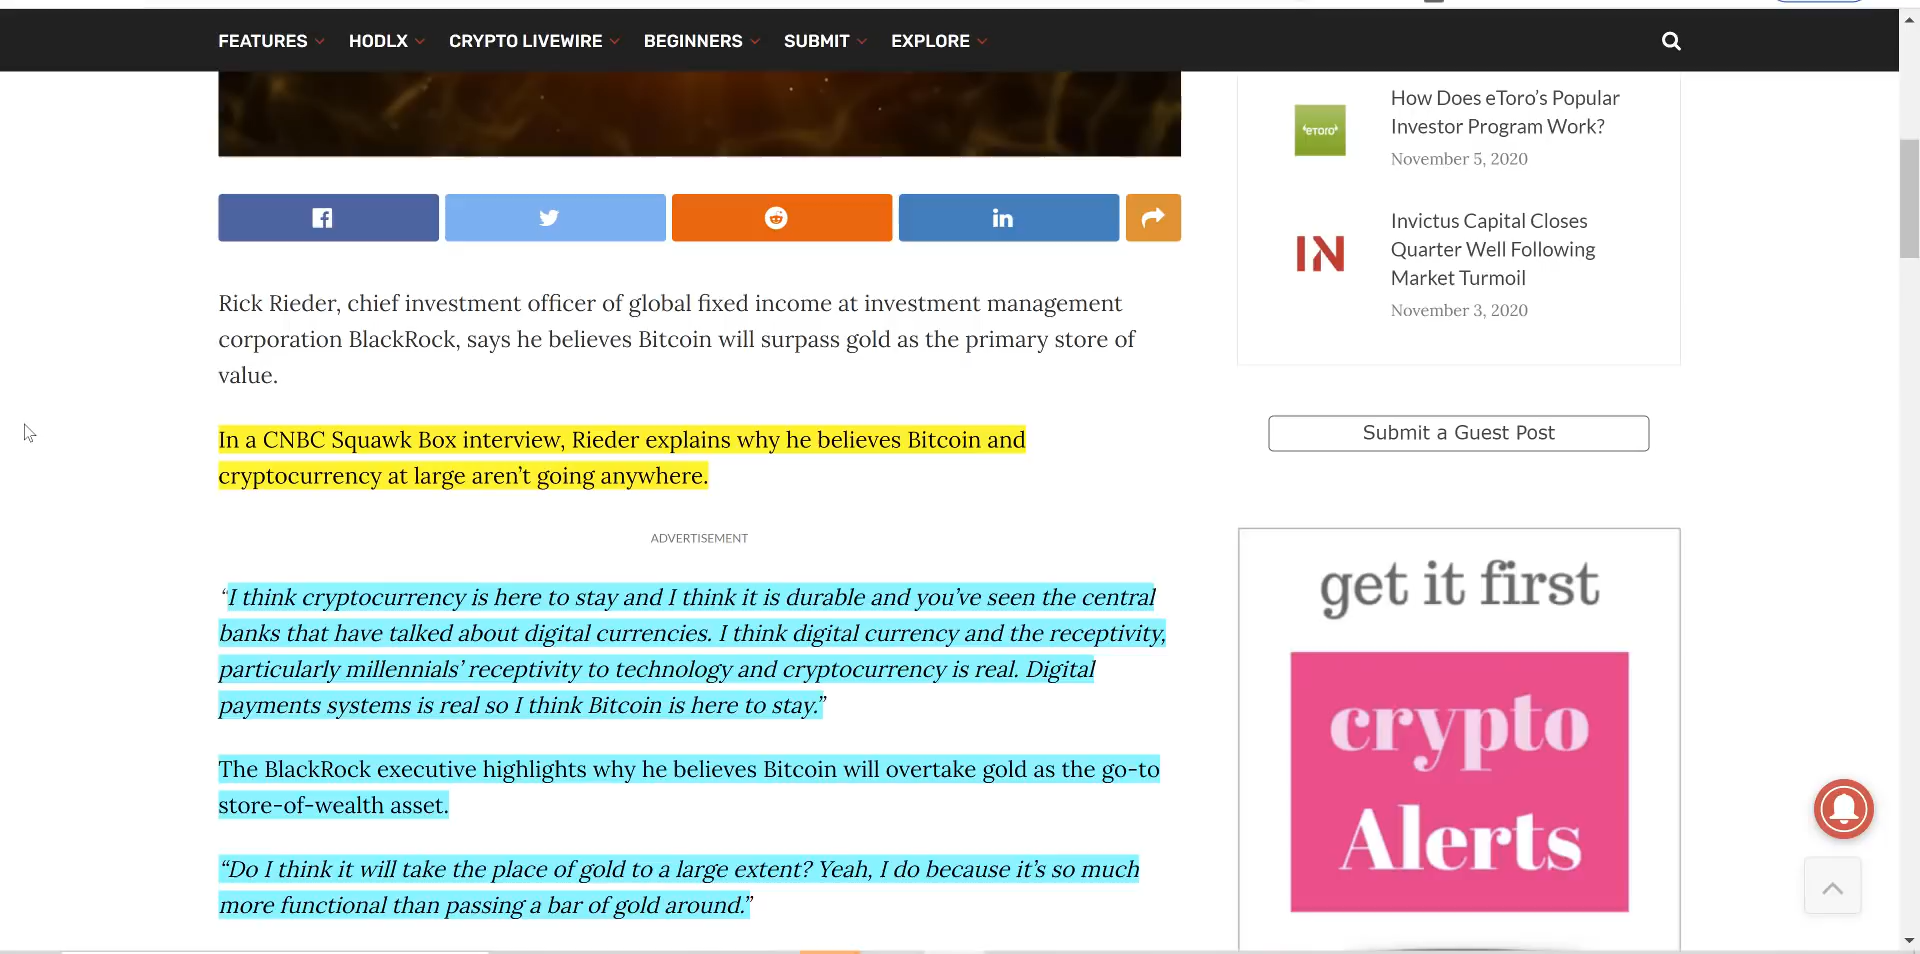 FEATURES HODLX CRYPTO LIVEWIRE BEGINNERS SUBMIT EXPLORE
Rick Rieder, chief investment officer of global fixed income at investment management
corporation BlackRock, says he believes Bitcoin will surpass gold as the primary store of
value.
In a CNBC Squawk Box interview, Rieder explains why he believes Bitcoin and
cryptocurrency at large aren’t going anywhere.
ADVERTISEMENT
“I think cryptocurrency is here to stay and I think it is durable and you’ve seen the central
banks that have talked about digital currencies. I think digital currency and the receptivity,
particularly millennials’ receptivity to technology and cryptocurrency is real. Digital
payments systems is real so I think Bitcoin is here to stay.”
The BlackRock executive highlights why he believes Bitcoin will overtake gold as the go-to
store-of-wealth asset.
“Do I think it will take the place of gold to a large extent? Yeah, I do because it’s so much
more functional than passing a bar of gold around.”
eToro
How Does eToro’s Popular
Investor Program Work?
November 5, 2020
IN
Invictus Capital Closes
Quarter Well Following
Market Turmoil
November 3, 2020
Submit a Guest Post
get it first
crypto
Alerts